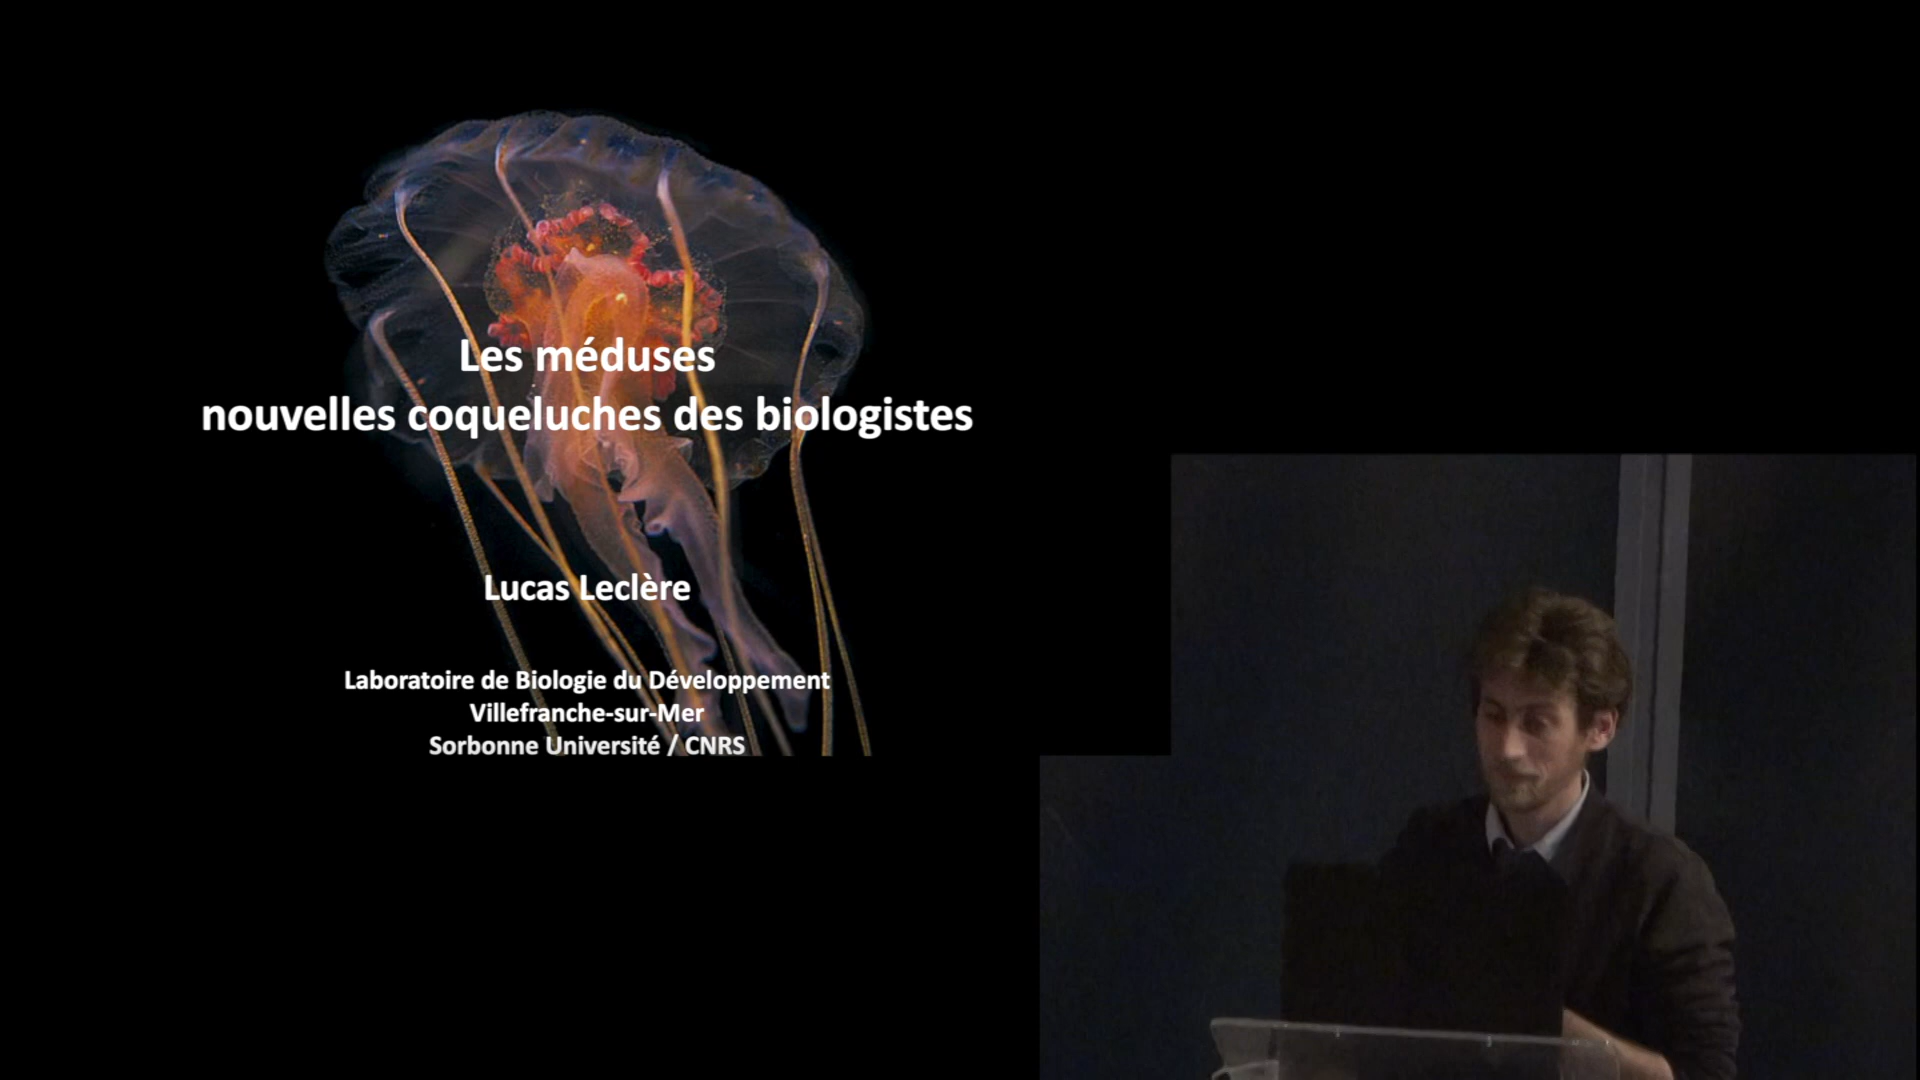 Les méduses
nouvelles coqueluches des biologistes
Lucas Leclère
Laboratoire de Biologie du Développement
Villefranche-sur-Mer
Sorbonne Université / CNRS